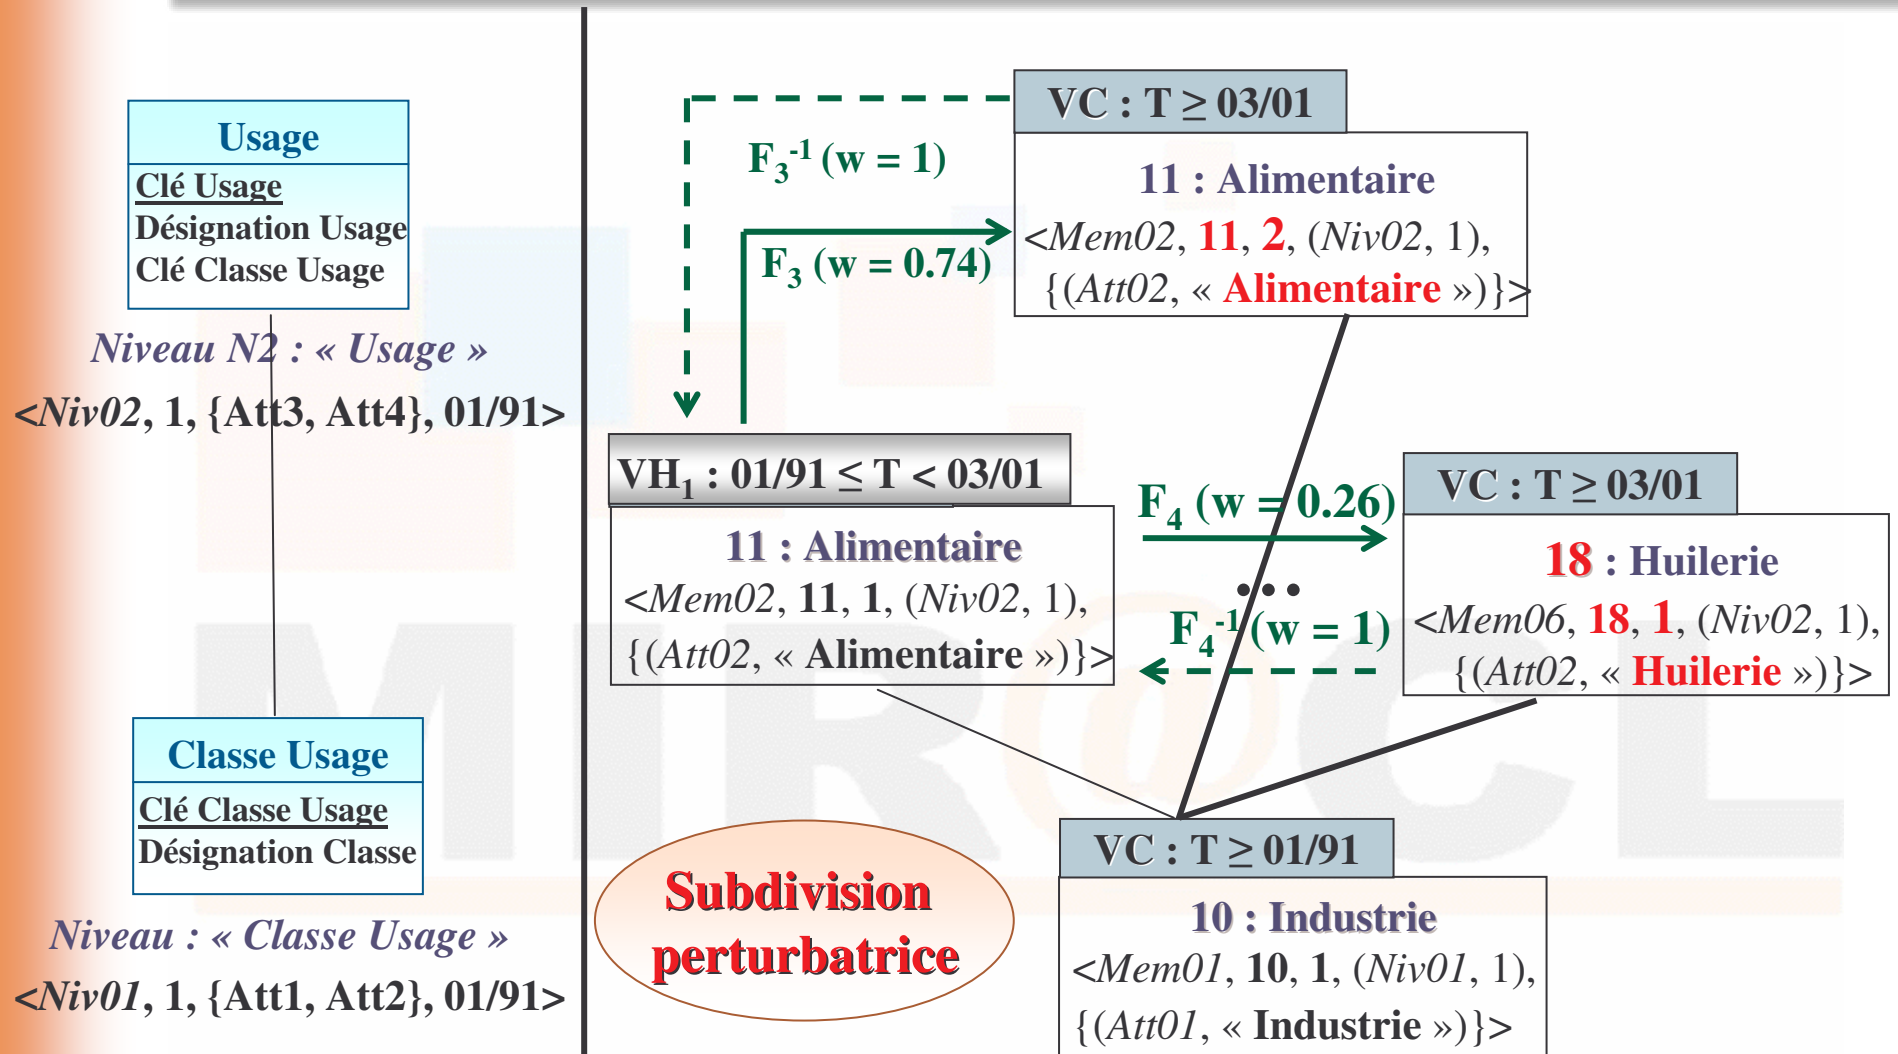 Usage
Clé Usage
Désignation Usage
Clé Classe Usage
Niveau N2 : « Usage »
<Niv02, 1, {Att3, Att4}, 01/91>
Classe Usage
Clé Classe Usage
Désignation Classe
Niveau : « Classe Usage »
<Niv01, 1, {Att1, Att2}, 01/91>
VC : T ≥ 03/01
11 : Alimentaire
<Mem02, 11, 2, (Niv02, 1),
{(Att02, « Alimentaire »)}>
F₃⁻¹ (w = 1)
F₃ (w = 0.74)
VH₁ : 01/91 ≤ T < 03/01
11 : Alimentaire
<Mem02, 11, 1, (Niv02, 1),
{(Att02, « Alimentaire »)}>
F₄ (w = 0.26)
...
F₄⁻¹ (w = 1)
VC : T ≥ 03/01
18 : Huilerie
<Mem06, 18, 1, (Niv02, 1),
{(Att02, « Huilerie »)}>
Subdivision
perturbatrice
VC : T ≥ 01/91
10 : Industrie
<Mem01, 10, 1, (Niv01, 1),
{(Att01, « Industrie »)}>
MIR@CL